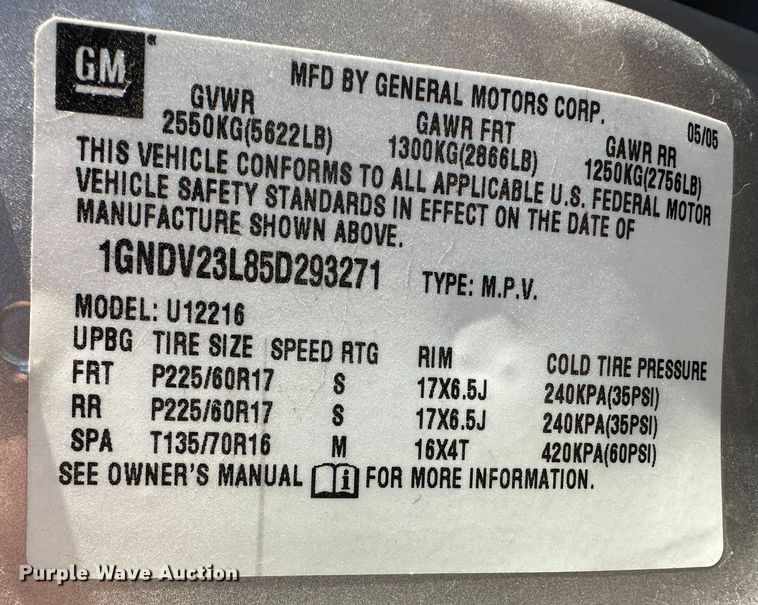 GM
MFD BY GENERAL MOTORS CORP. 05/05
GVWR GAWR FRT GAWR RR
2550KG(5622LB) 1300KG(2866LB) 1250KG(2756LB)
THIS VEHICLE CONFORMS TO ALL APPLICABLE U.S. FEDERAL MOTOR
VEHICLE SAFETY STANDARDS IN EFFECT ON THE DATE OF
MANUFACTURE SHOWN ABOVE.
1GNDV23L85D293271 TYPE: M.P.V.
MODEL: U12216
UPBG TIRE SIZE SPEED RTG RIM COLD TIRE PRESSURE
FRT P225/60R17 S 17X6.5J 240KPA(35PSI)
RR P225/60R17 S 17X6.5J 240KPA(35PSI)
SPA T135/70R16 M 16X4T 420KPA(60PSI)
SEE OWNER'S MANUAL i FOR MORE INFORMATION.
Purple Wave Auction